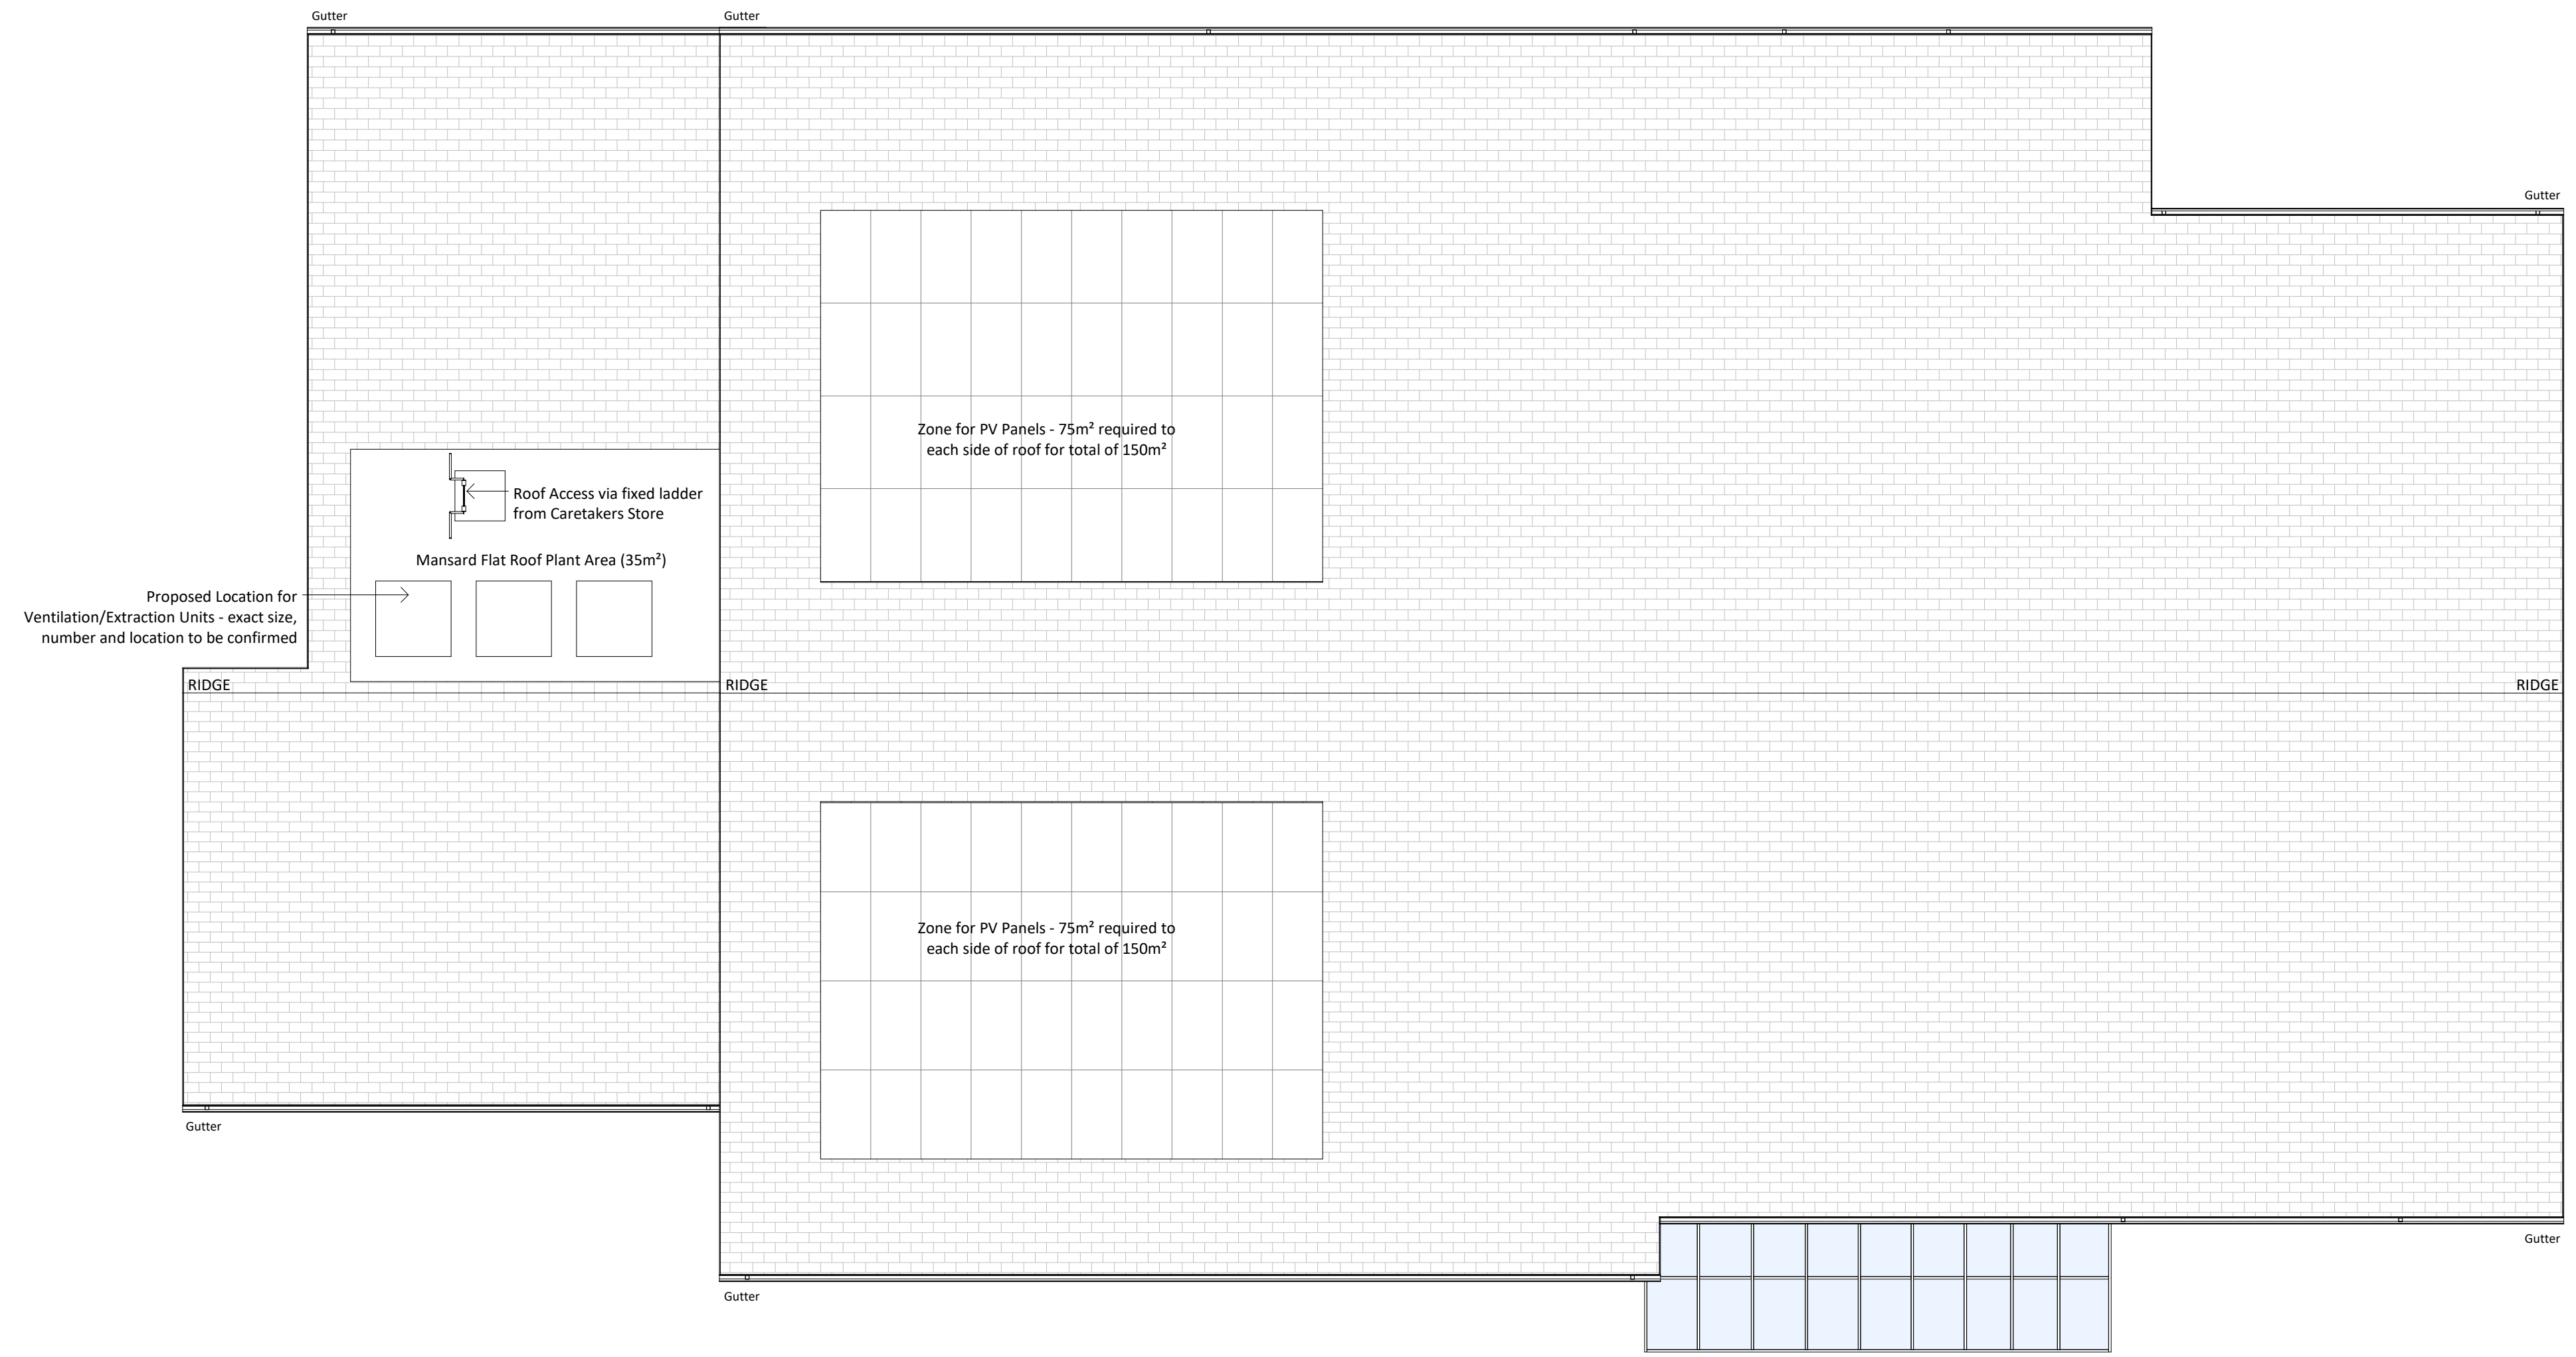 Gutter
Gutter
Gutter
Zone for PV Panels - 75m² required to
each side of roof for total of 150m²
Roof Access via fixed ladder
from Caretakers Store
Mansard Flat Roof Plant Area (35m²)
Proposed Location for
Ventilation/Extraction Units - exact size,
number and location to be confirmed
RIDGE
RIDGE
RIDGE
Zone for PV Panels - 75m² required to
each side of roof for total of 150m²
Gutter
Gutter
Gutter